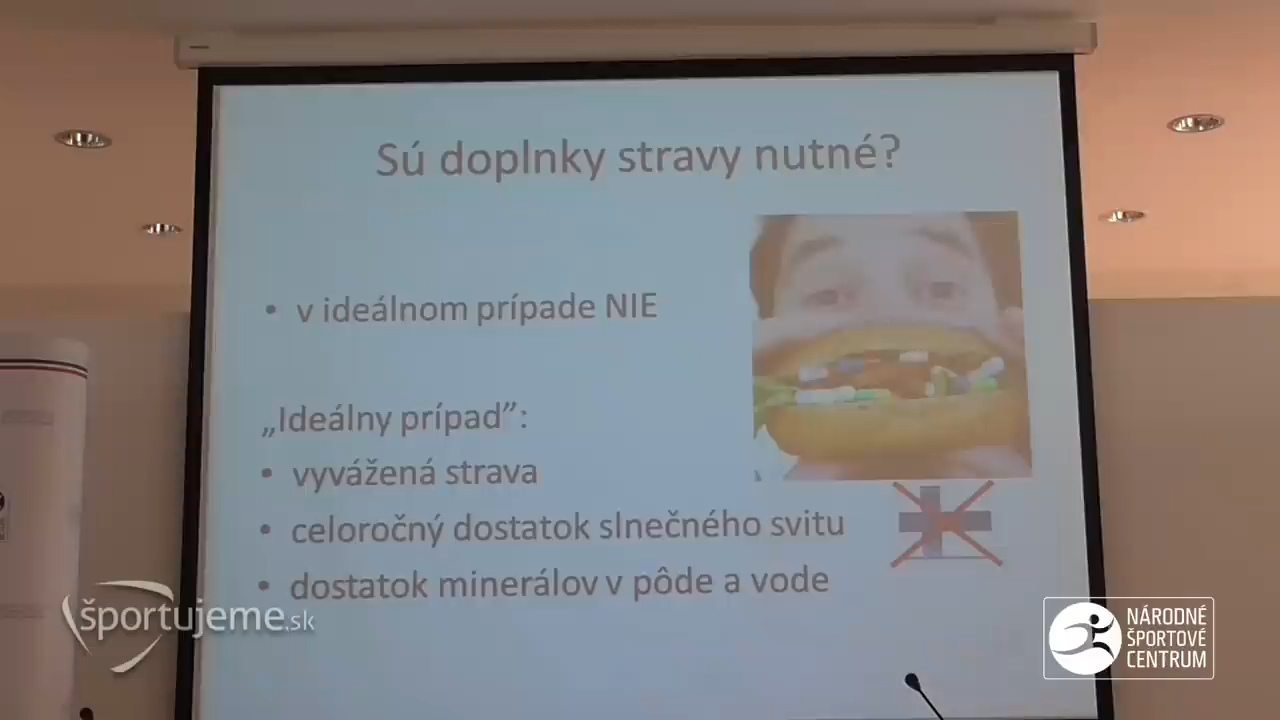 Sú doplnky stravy nutné?
• v ideálnom prípade NIE
„Ideálny prípad”:
• vyvážená strava
• celoročný dostatok slnečného svitu
• dostatok minerálov v pôde a vode
športujeme.sk
NÁRODNÉ
ŠPORTOVÉ
CENTRUM